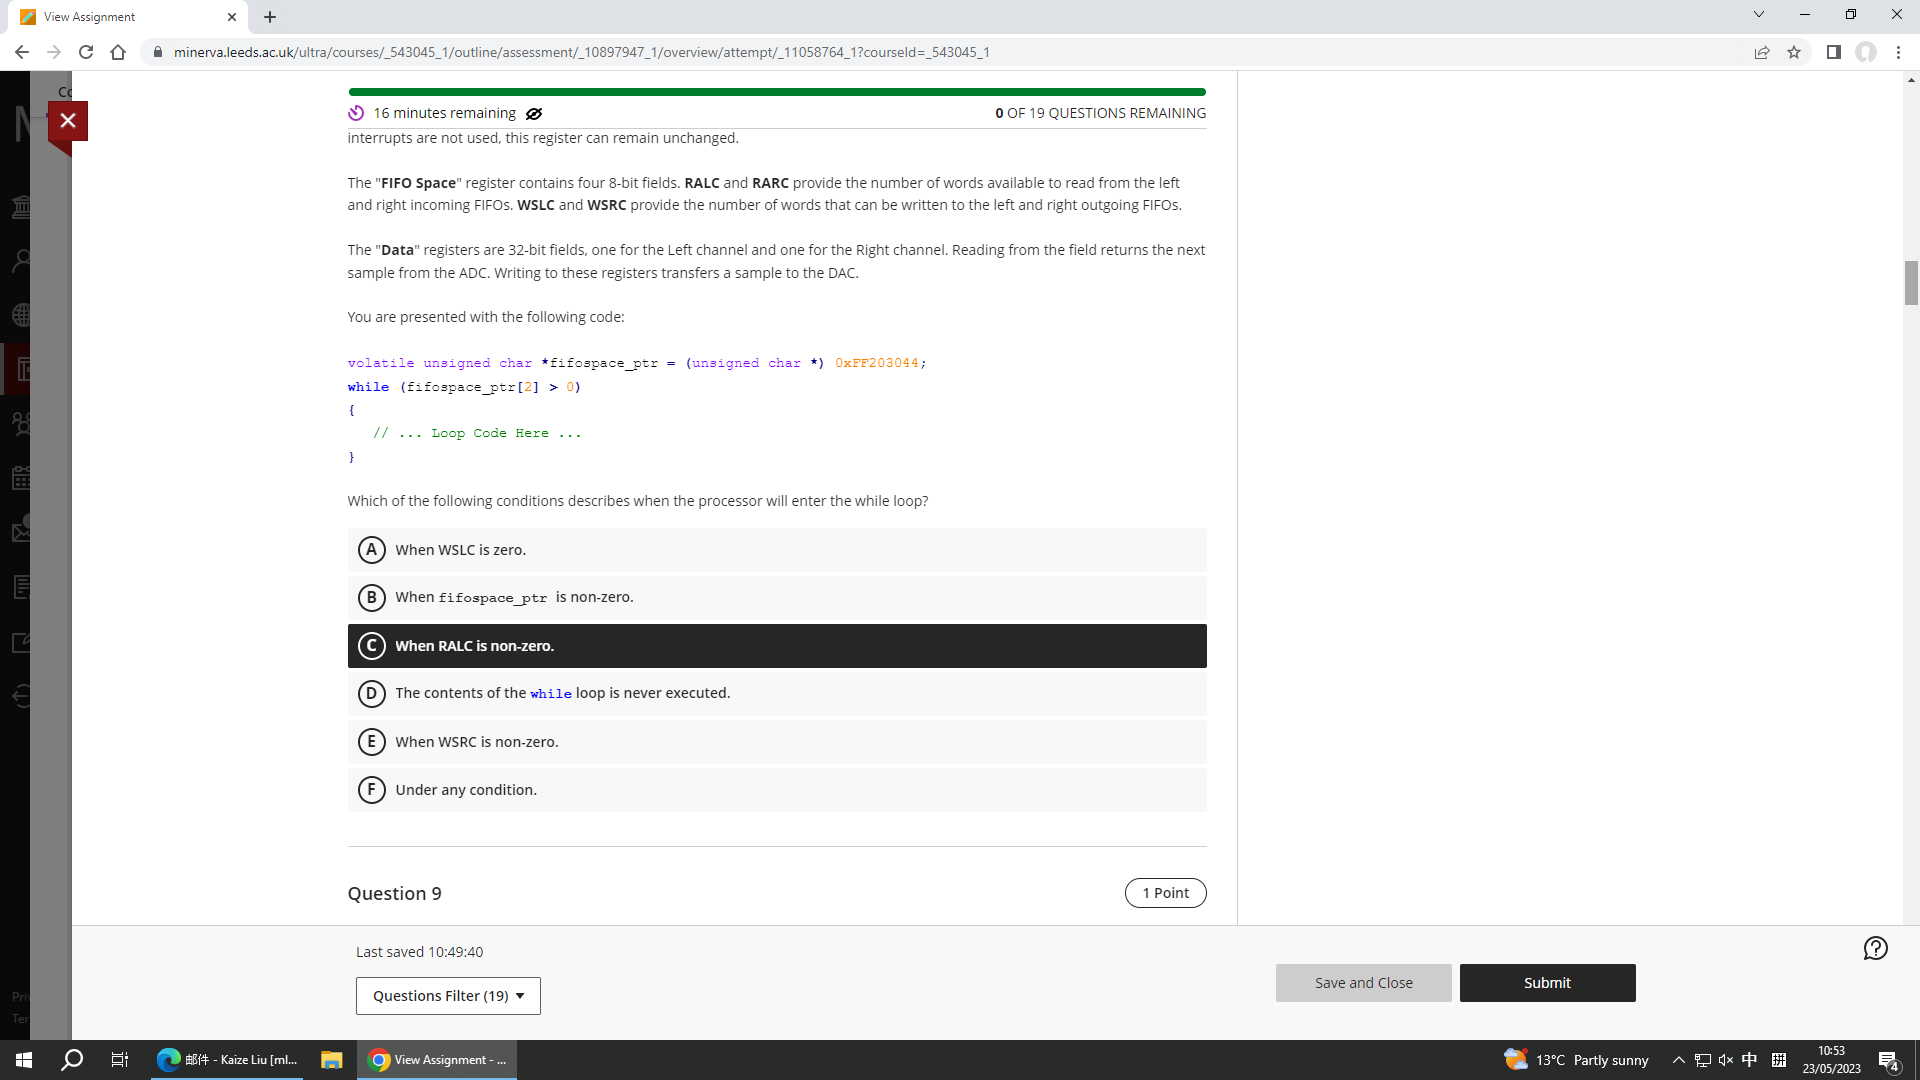 View Assignment
minerva.leeds.ac.uk/ultra/courses/_543045_1/outline/assessment/_10897947_1/overview/attempt/_11058764_1?courseId=_543045_1
16 minutes remaining
0 OF 19 QUESTIONS REMAINING
interrupts are not used, this register can remain unchanged.
The "FIFO Space" register contains four 8-bit fields. RALC and RARC provide the number of words available to read from the left
and right incoming FIFOs. WSLC and WSRC provide the number of words that can be written to the left and right outgoing FIFOs.
The "Data" registers are 32-bit fields, one for the Left channel and one for the Right channel. Reading from the field returns the next
sample from the ADC. Writing to these registers transfers a sample to the DAC.
You are presented with the following code:
volatile unsigned char *fifospace_ptr = (unsigned char *) 0xFF203044;
while (fifospace_ptr[2] > 0)
{
// ... Loop Code Here ...
}
Which of the following conditions describes when the processor will enter the while loop?
A When WSLC is zero.
B When fifospace_ptr is non-zero.
C When RALC is non-zero.
D The contents of the while loop is never executed.
E When WSRC is non-zero.
F Under any condition.
Question 9
1 Point
Last saved 10:49:40
Questions Filter (19)
Save and Close
Submit
邮件 - Kaize Liu [ml...
View Assignment - ...
13°C Partly sunny
中
拼
10:53
23/05/2023
4